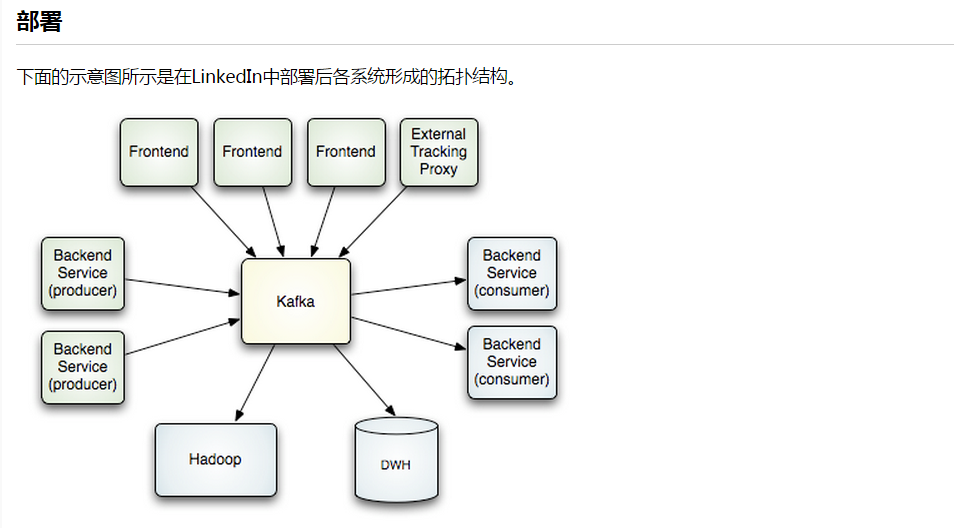 部署
下面的示意图所示是在LinkedIn中部署后各系统形成的拓扑结构。
Frontend
Frontend
Frontend
External
Tracking
Proxy
Backend
Service
(producer)
Kafka
Backend
Service
(consumer)
Backend
Service
(producer)
Backend
Service
(consumer)
Hadoop
DWH